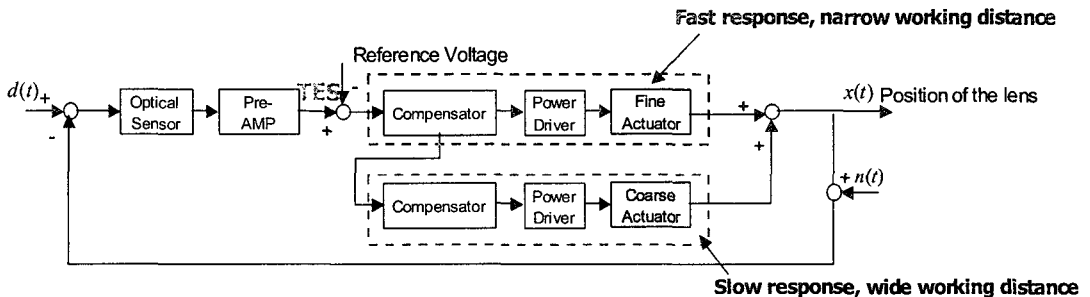 Fast response, narrow working distance
Reference Voltage
d(t) +
-
Optical Sensor
Pre-AMP
TES
-
+
Compensator
Power Driver
Fine Actuator
+
+
x(t) Position of the lens
+ n(t)
Compensator
Power Driver
Coarse Actuator
Slow response, wide working distance